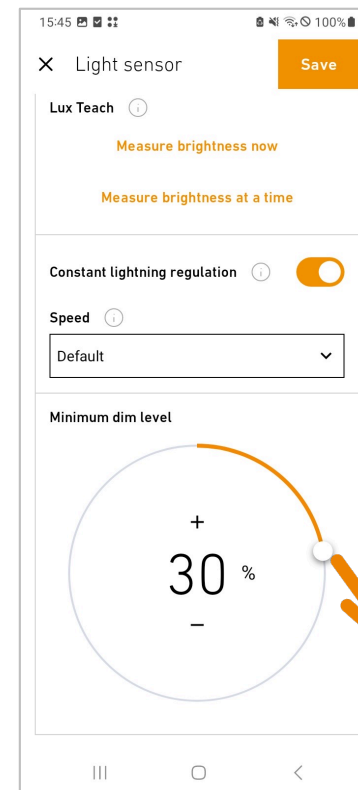 15:45 100%
Light sensor Save
Lux Teach
Measure brightness now
Measure brightness at a time
Constant lightning regulation
Speed
Default
Minimum dim level
+
30 %
−